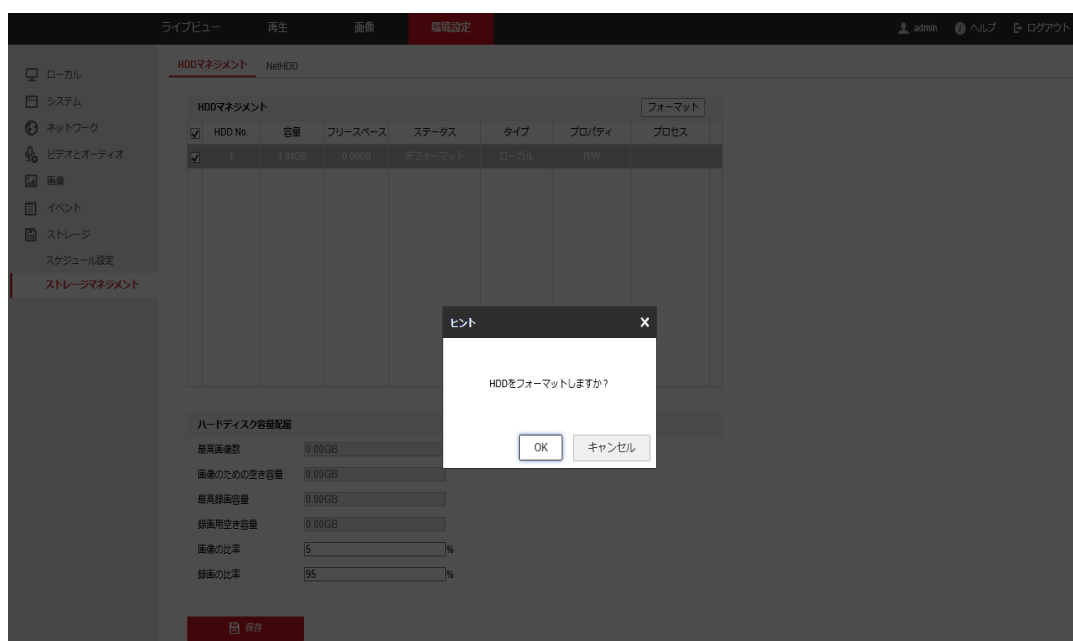 ライブビュー 再生 画像 環境設定 admin ヘルプ ログアウト
ローカル
システム
ネットワーク
ビデオとオーディオ
画像
イベント
ストレージ
スケジュール設定
ストレージマネジメント
HDDマネジメント NetHDD
HDDマネジメント フォーマット
HDD No. 容量 フリースペース ステータス タイプ プロパティ プロセス
1 1.84GB 0.00GB 未フォーマット ローカル R/W
ヒント X
HDDをフォーマットしますか?
OK キャンセル
ハードディスク容量配属
最高画像数 0.00GB
画像のための空き容量 0.00GB
最高録画容量 0.00GB
録画用空き容量 0.00GB
画像の比率 5 %
録画の比率 95 %
保存